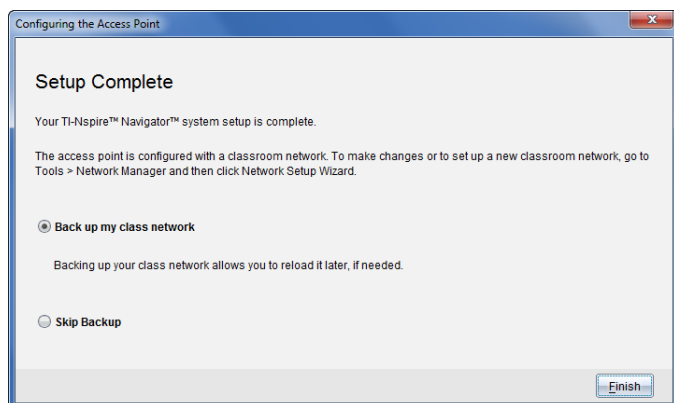 Configuring the Access Point
Setup Complete
Your TI-Nspire™ Navigator™ system setup is complete.
The access point is configured with a classroom network. To make changes or to set up a new classroom network, go to
Tools > Network Manager and then click Network Setup Wizard.
Back up my class network
Backing up your class network allows you to reload it later, if needed.
Skip Backup
Finish